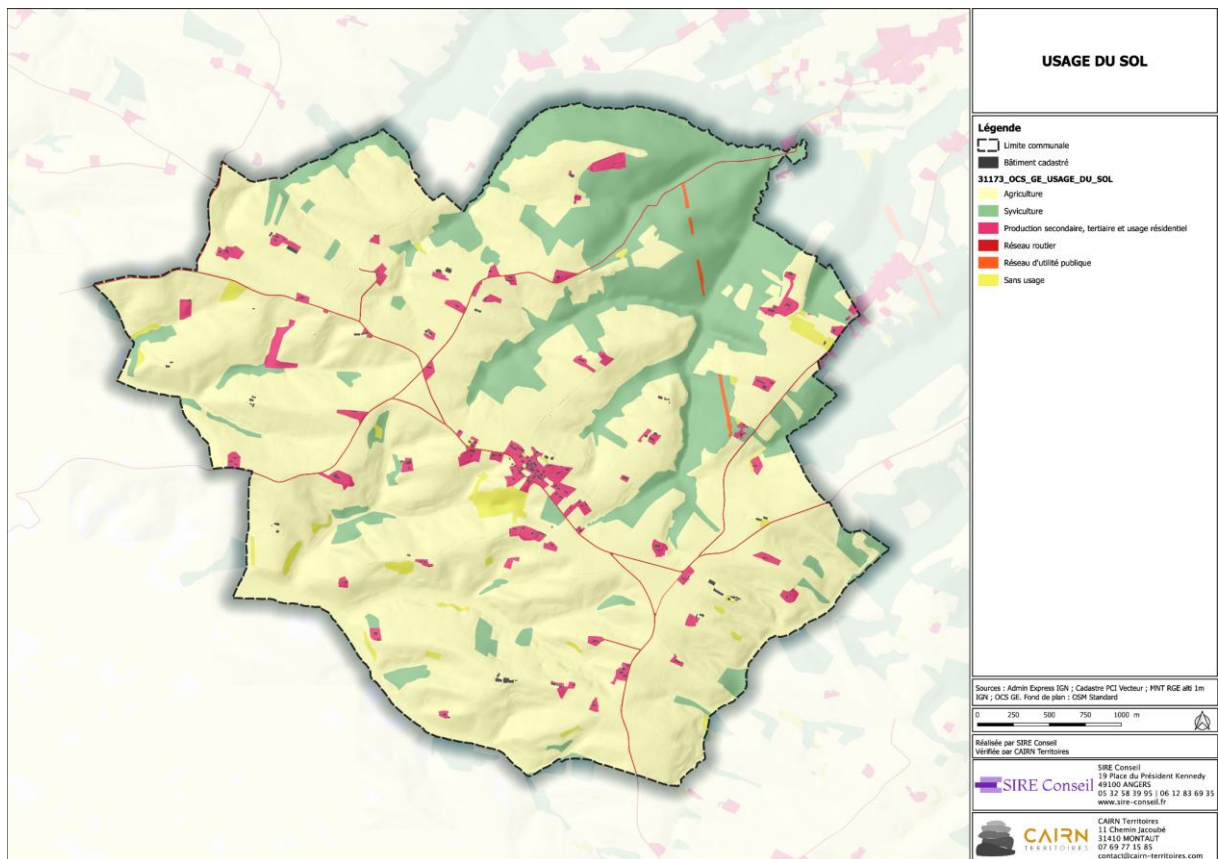 USAGE DU SOL
Légende
Limite communale
Bâtiment cadastré
31173_OCS_GE_USAGE_DU_SOL
Agriculture
Syviculture
Production secondaire, tertiaire et usage résidentiel
Réseau routier
Réseau d'utilité publique
Sans usage
Sources : Admin Express IGN ; Cadastre PCI Vecteur ; MNT RGE alti 1m
IGN ; OCS GE. Fond de plan : OSM Standard
0 250 500 750 1000 m
Réalisée par SIRE Conseil
Vérifiée par CAIRN Territoires
SIRE Conseil
SIRE Conseil
19 Place du Président Kennedy
49100 ANGERS
05 32 58 39 95 | 06 12 83 69 35
www.sire-conseil.fr
CAIRN
TERRITOIRES
CAIRN Territoires
11 Chemin Jacoubé
31410 MONTAUT
07 69 77 15 85
contact@cairn-territoires.com